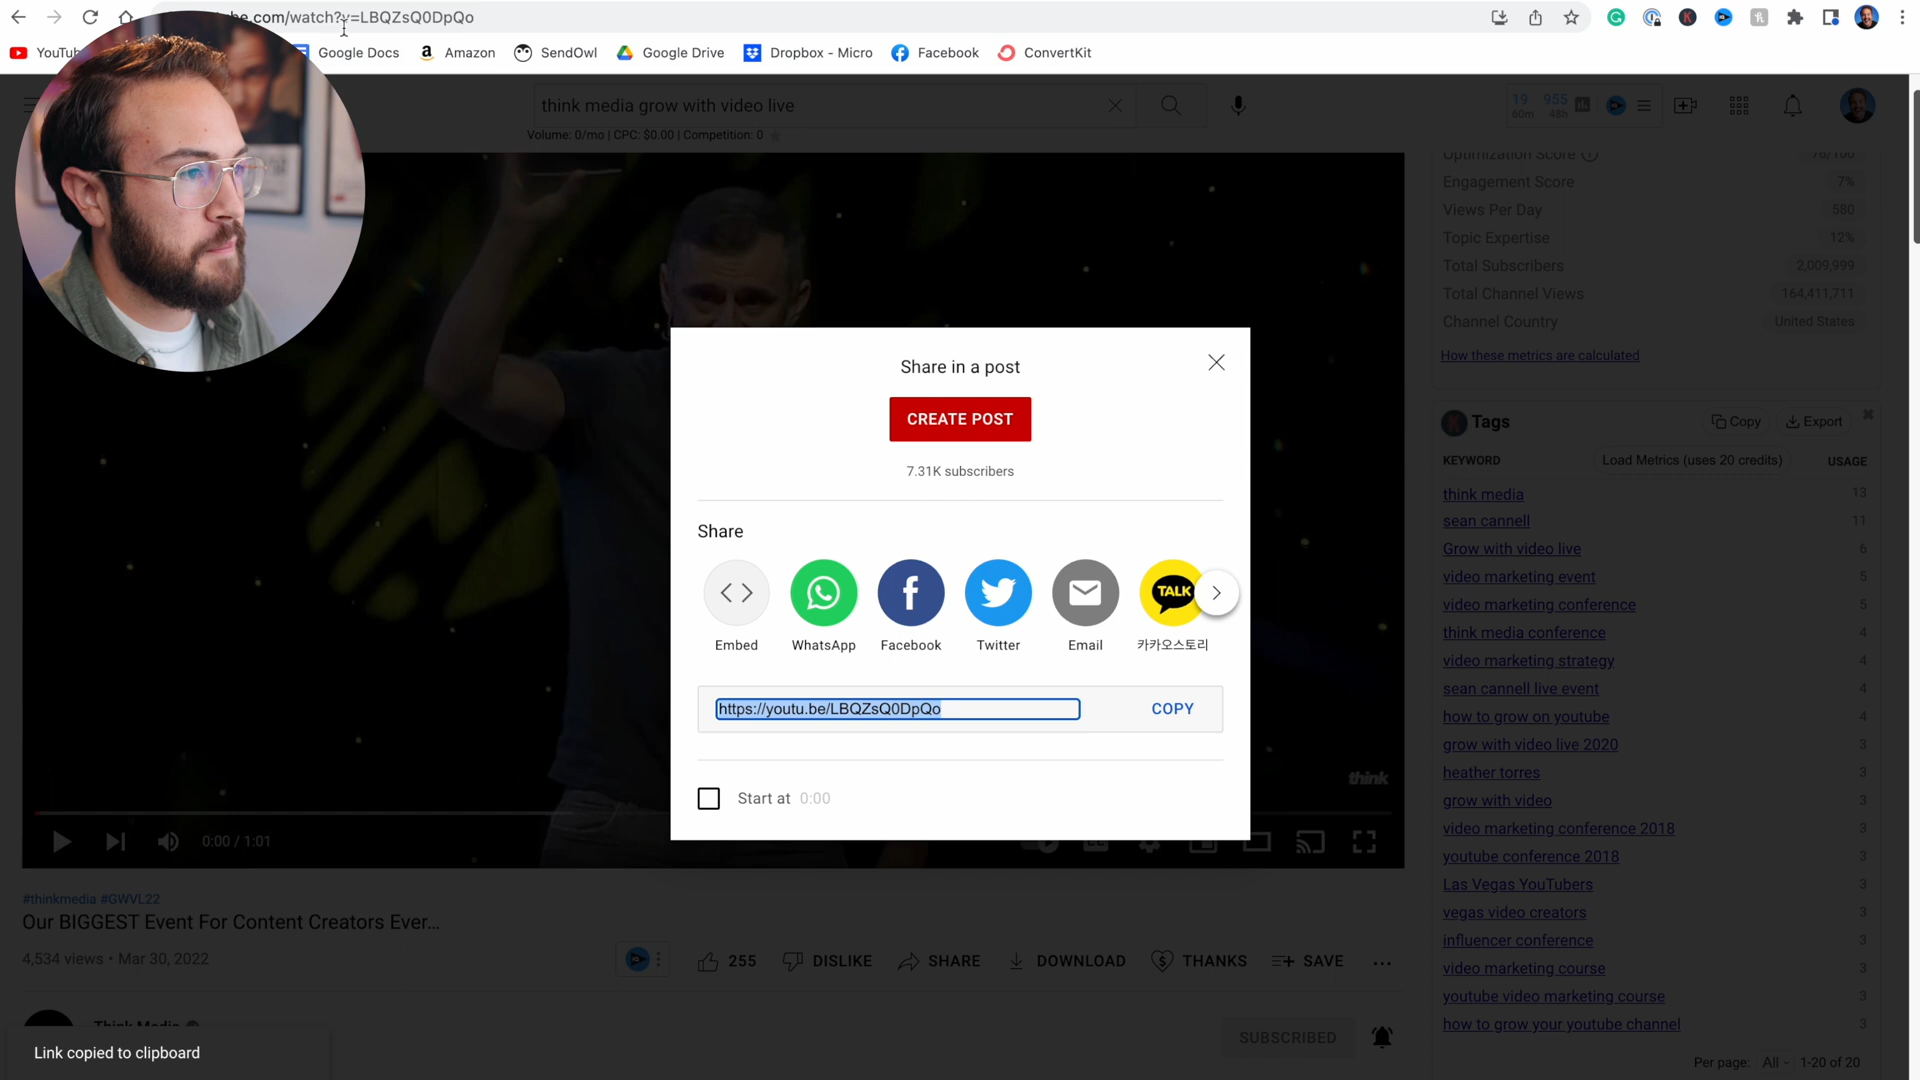 be.com/watch?v=LBQZsQ0DpQo
YouTub
Google Docs
Amazon
SendOwl
Google Drive
Dropbox - Micro
Facebook
ConvertKit
think media grow with video live
Volume: 0/mo | CPC: $0.00 | Competition: 0
19 955
60m 48h
Optimization Score 76/100
Engagement Score 7%
Views Per Day 580
Topic Expertise 12%
Total Subscribers 2,009,999
Total Channel Views 164,411,711
Channel Country United States
How these metrics are calculated
Share in a post
CREATE POST
7.31K subscribers
Share
TALK
Embed
WhatsApp
Facebook
Twitter
Email
카카오스토리
https://youtu.be/LBQZsQ0DpQo
COPY
Start at 0:00
think
0:00 / 1:01
#thinkmedia #GWVL22
Our BIGGEST Event For Content Creators Ever...
4,534 views • Mar 30, 2022
255
DISLIKE
SHARE
DOWNLOAD
THANKS
SAVE
Think Media
SUBSCRIBED
Link copied to clipboard
Tags
Copy
Export
KEYWORD
Load Metrics (uses 20 credits)
USAGE
think media 13
sean cannell 11
Grow with video live 6
video marketing event 5
video marketing conference 5
think media conference 4
video marketing strategy 4
sean cannell live event 4
how to grow on youtube 4
grow with video live 2020 3
heather torres 3
grow with video 3
video marketing conference 2018 3
youtube conference 2018 3
Las Vegas YouTubers 3
vegas video creators 3
influencer conference 3
video marketing course 3
youtube video marketing course 3
how to grow your youtube channel 3
Per page: All 1-20 of 20